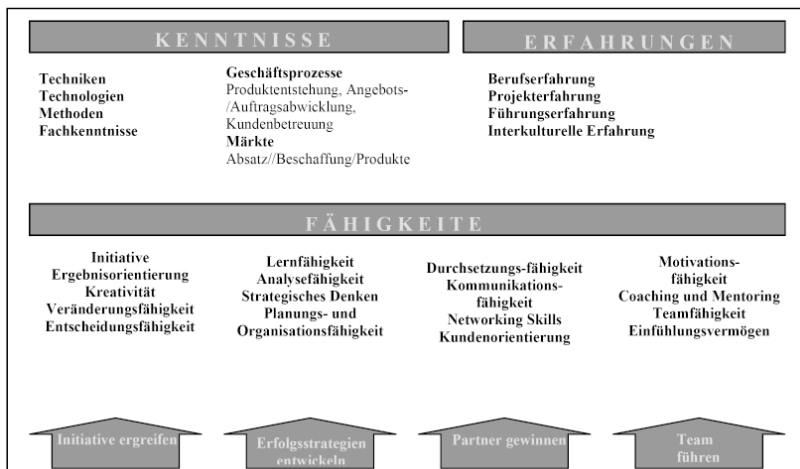 KENNTNISSE
Techniken
Technologien
Methoden
Fachkenntnisse
Geschäftsprozesse
Produktentstehung, Angebots-
/Auftragsabwicklung,
Kundenbetreuung
Märkte
Absatz//Beschaffung/Produkte
ERFAHRUNGEN
Berufserfahrung
Projekterfahrung
Führungserfahrung
Interkulturelle Erfahrung
FÄHIGKEITE
Initiative
Ergebnisorientierung
Kreativität
Veränderungsfähigkeit
Entscheidungsfähigkeit
Lernfähigkeit
Analysefähigkeit
Strategisches Denken
Planungs- und
Organisationsfähigkeit
Durchsetzungs-fähigkeit
Kommunikations-
fähigkeit
Networking Skills
Kundenorientierung
Motivations-
fähigkeit
Coaching und Mentoring
Teamfähigkeit
Einfühlungsvermögen
Initiative ergreifen
Erfolgsstrategien
entwickeln
Partner gewinnen
Team
führen